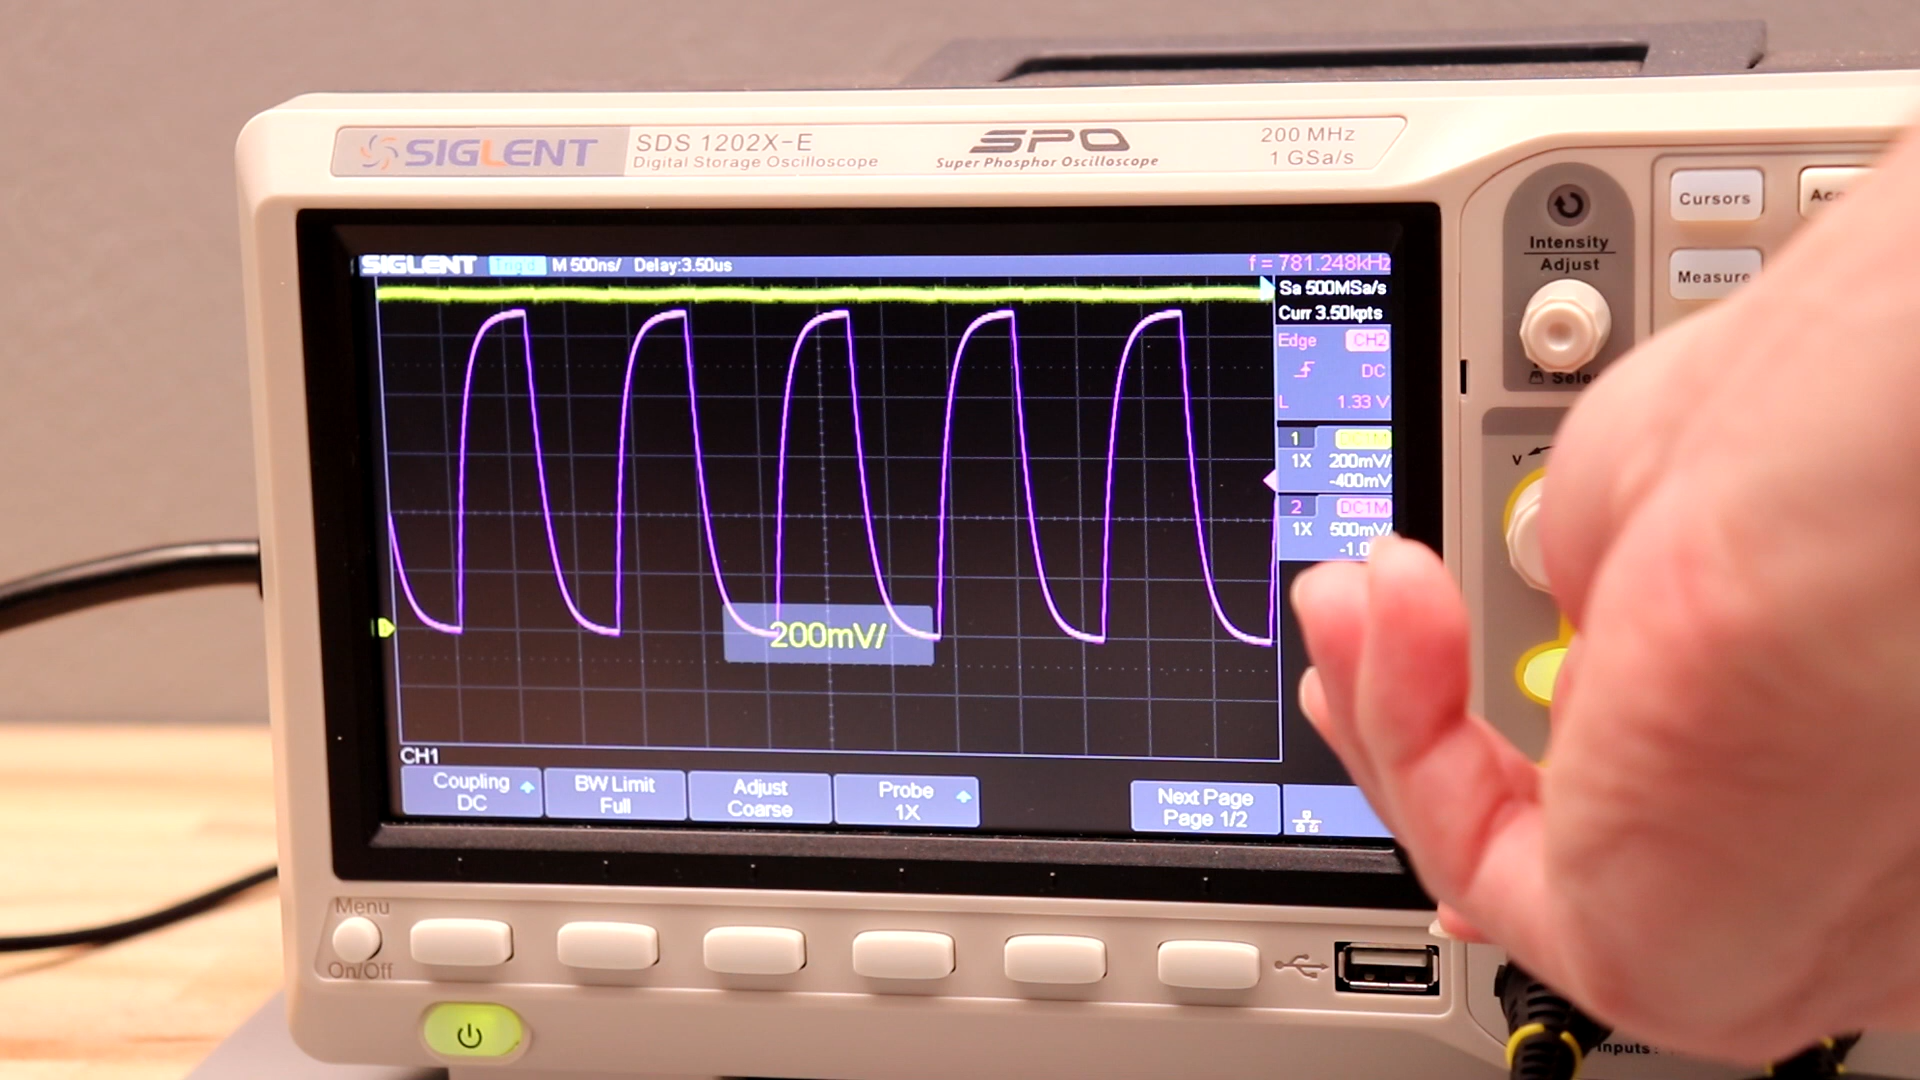 SIGLENT SDS 1202X-E SPO 200 MHz
Digital Storage Oscilloscope Super Phosphor Oscilloscope 1 GSa/s
Cursors
Intensity
Adjust
Measure
SIGLENT Trig'd M 500ns/ Delay:3.50us f = 781.248kHz
Sa 500MSa/s
Curr 3.50kpts
Edge CH2
DC
L 1.33 V
1 DC1M
1X 200mV/
-400mV
2 DC1M
1X 500mV/
200mV/
CH1
Coupling
DC
BW Limit
Full
Adjust
Coarse
Probe
1X
Next Page
Page 1/2
V
Menu
On/Off
Inputs